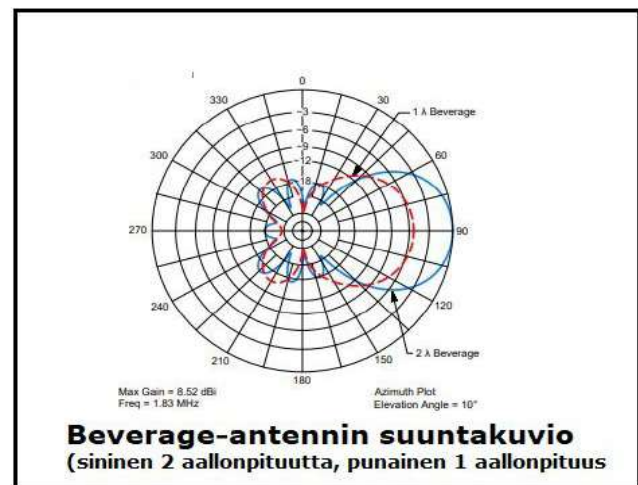 0
330
30
-3
-6
-9
-12
18
1 λ Beverage
300
60
270
90
240
120
210
150
180
2 λ Beverage
Max Gain = 8.52 dBi
Freq = 1.83 MHz
Azimuth Plot
Elevation Angle = 10°
Beverage-antennin suuntakuvio
(sininen 2 aallonpituutta, punainen 1 aallonpituus